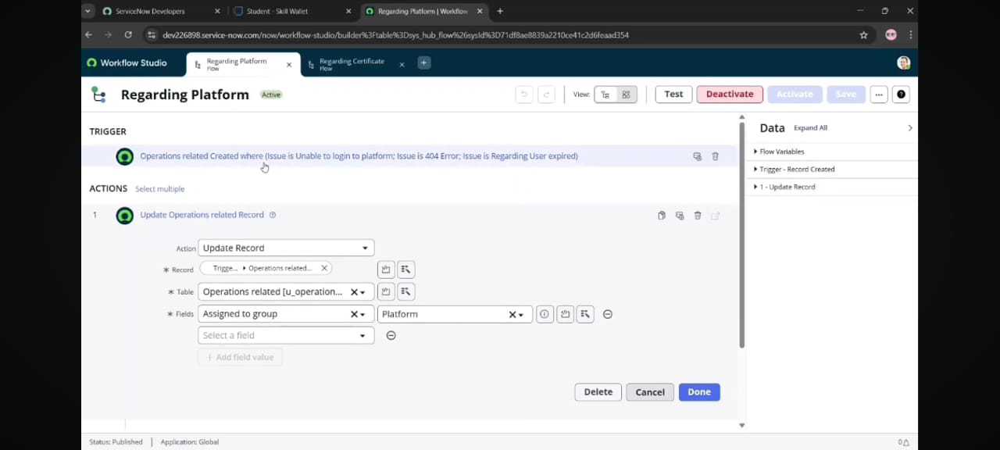 ServiceNow Developers
Student - Skill Wallet
Regarding Platform | Workflow
dev226898.service-now.com/now/workflow-studio/builder%3Ftable%3Dsys_hub_flow%26sysId%3D71df8ae8839a2210ce41c2d6feaad354
Workflow Studio
Regarding Platform
Flow
Regarding Certificate
Flow
Regarding Platform
Active
View:
Test
Deactivate
Activate
Save
TRIGGER
Operations related Created where (Issue is Unable to login to platform; Issue is 404 Error; Issue is Regarding User expired)
ACTIONS Select multiple
1 Update Operations related Record
Action Update Record
* Record Trigge... Operations related...
* Table Operations related [u_operation...
* Fields Assigned to group Platform
Select a field
+ Add field value
Delete Cancel Done
Data Expand All
Flow Variables
Trigger - Record Created
1 - Update Record
Status: Published | Application: Global
0